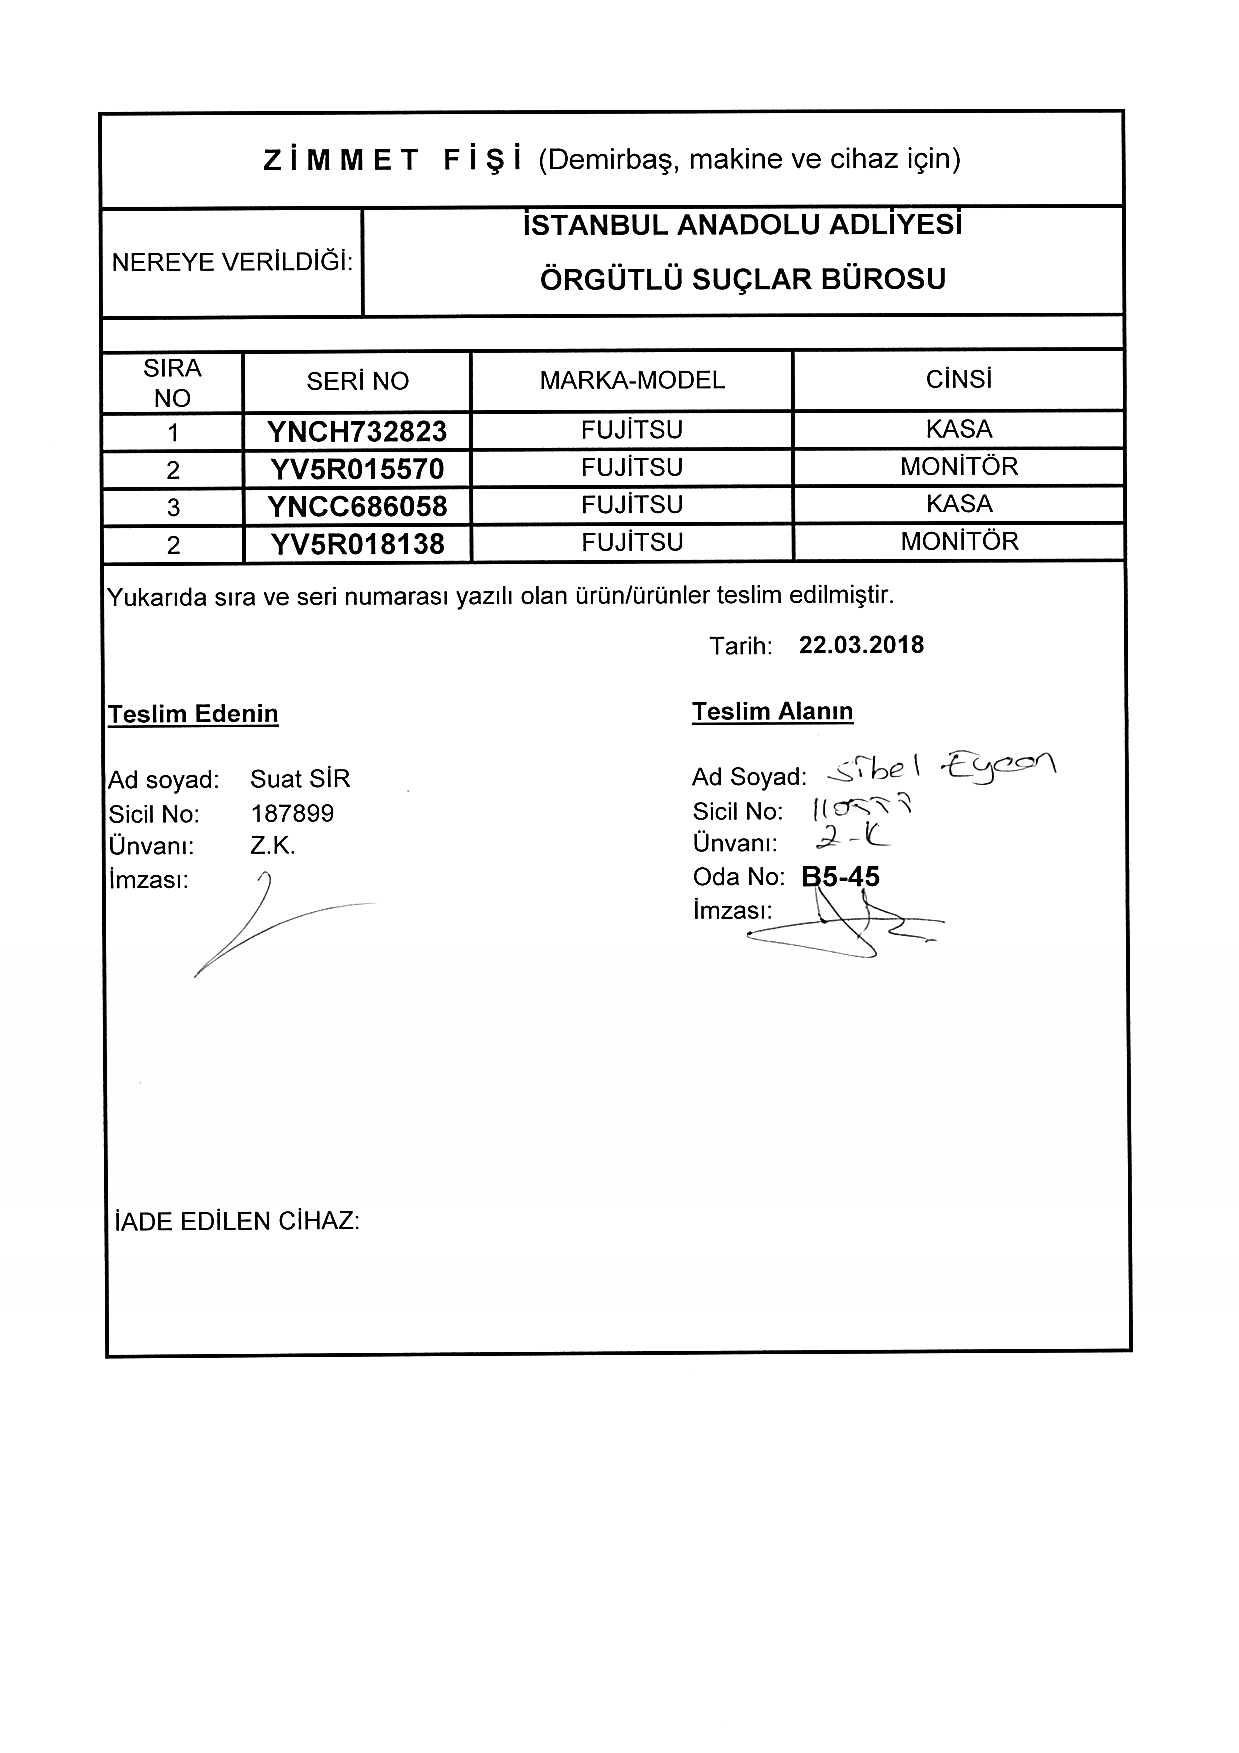 ZİMMET FİŞİ (Demirbaş, makine ve cihaz için)
NEREYE VERİLDİĞİ:
İSTANBUL ANADOLU ADLİYESİ
ÖRGÜTLÜ SUÇLAR BÜROSU
SIRA NO SERİ NO MARKA-MODEL CİNSİ
1 YNCH732823 FUJİTSU KASA
2 YV5R015570 FUJİTSU MONİTÖR
3 YNCC686058 FUJİTSU KASA
2 YV5R018138 FUJİTSU MONİTÖR
Yukarıda sıra ve seri numarası yazılı olan ürün/ürünler teslim edilmiştir.
Tarih: 22.03.2018
Teslim Edenin
Ad soyad: Suat SİR
Sicil No: 187899
Ünvanı: Z.K.
İmzası:
Teslim Alanın
Ad Soyad: Sibel
Sicil No:
Ünvanı: Z-K
Oda No: B5-45
İmzası:
İADE EDİLEN CİHAZ: